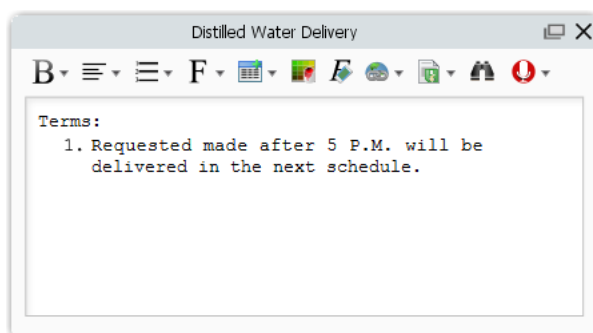 Distilled Water Delivery
B F F
Terms:
1. Requested made after 5 P.M. will be
delivered in the next schedule.